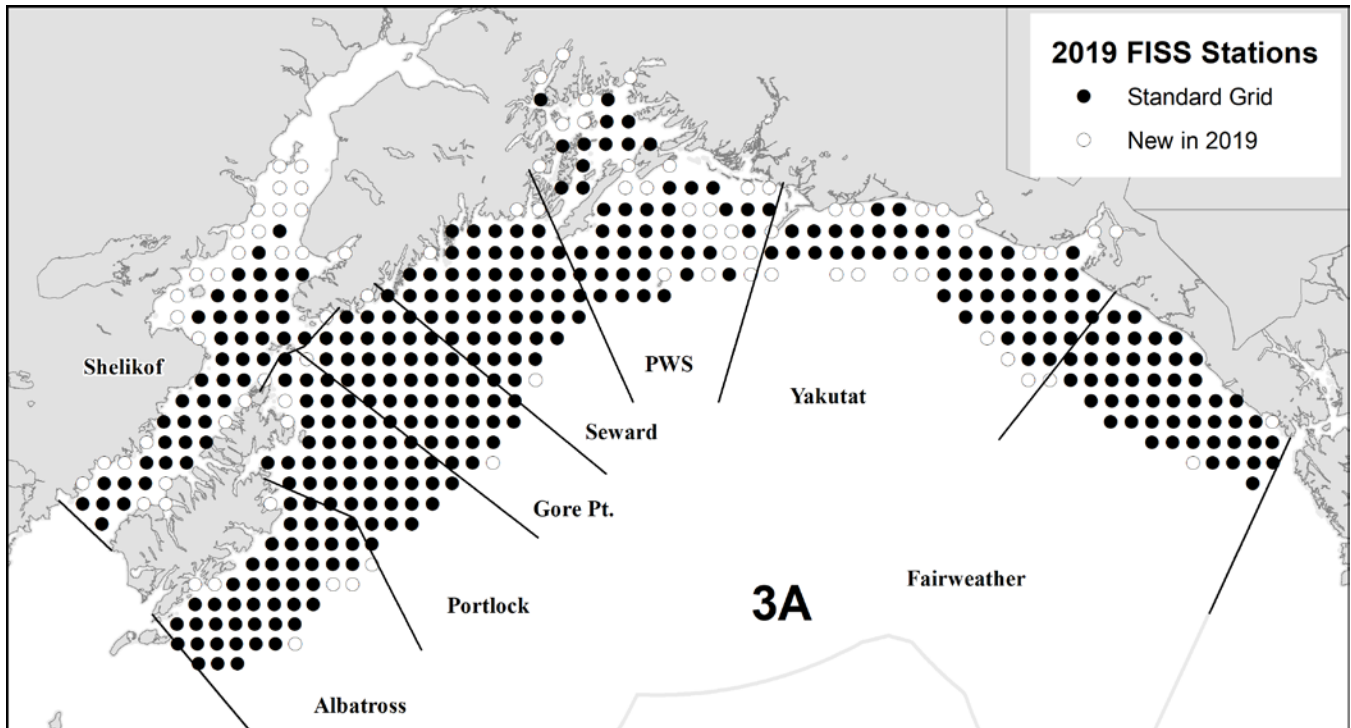 2019 FISS Stations
Standard Grid
New in 2019
Shelikof
PWS
Yakutat
Seward
Gore Pt.
Fairweather
Portlock
3A
Albatross